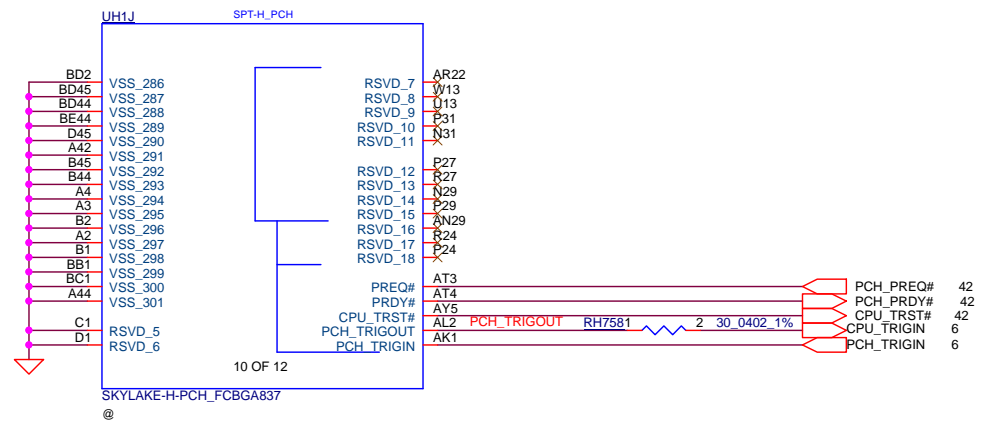 UH1J
SPT-H_PCH
BD2 VSS_286 RSVD_7 AR22
BD45 VSS_287 RSVD_8 W13
BD44 VSS_288 RSVD_9 U13
BE44 VSS_289 RSVD_10 P31
D45 VSS_290 RSVD_11 N31
A42 VSS_291
B45 VSS_292 RSVD_12 P27
B44 VSS_293 RSVD_13 R27
A4 VSS_294 RSVD_14 N29
A3 VSS_295 RSVD_15 P29
B2 VSS_296 RSVD_16 AN29
A2 VSS_297 RSVD_17 R24
B1 VSS_298 RSVD_18 P24
BB1 VSS_299
BC1 VSS_300 PREQ# AT3 PCH_PREQ# 42
A44 VSS_301 PRDY# AT4 PCH_PRDY# 42
CPU_TRST# AY5 CPU_TRST# 42
C1 RSVD_5 PCH_TRIGOUT AL2 PCH_TRIGOUT RH758 1 2 30_0402_1% CPU_TRIGIN 6
D1 RSVD_6 PCH_TRIGIN AK1 PCH_TRIGIN 6
10 OF 12
SKYLAKE-H-PCH_FCBGA837
@